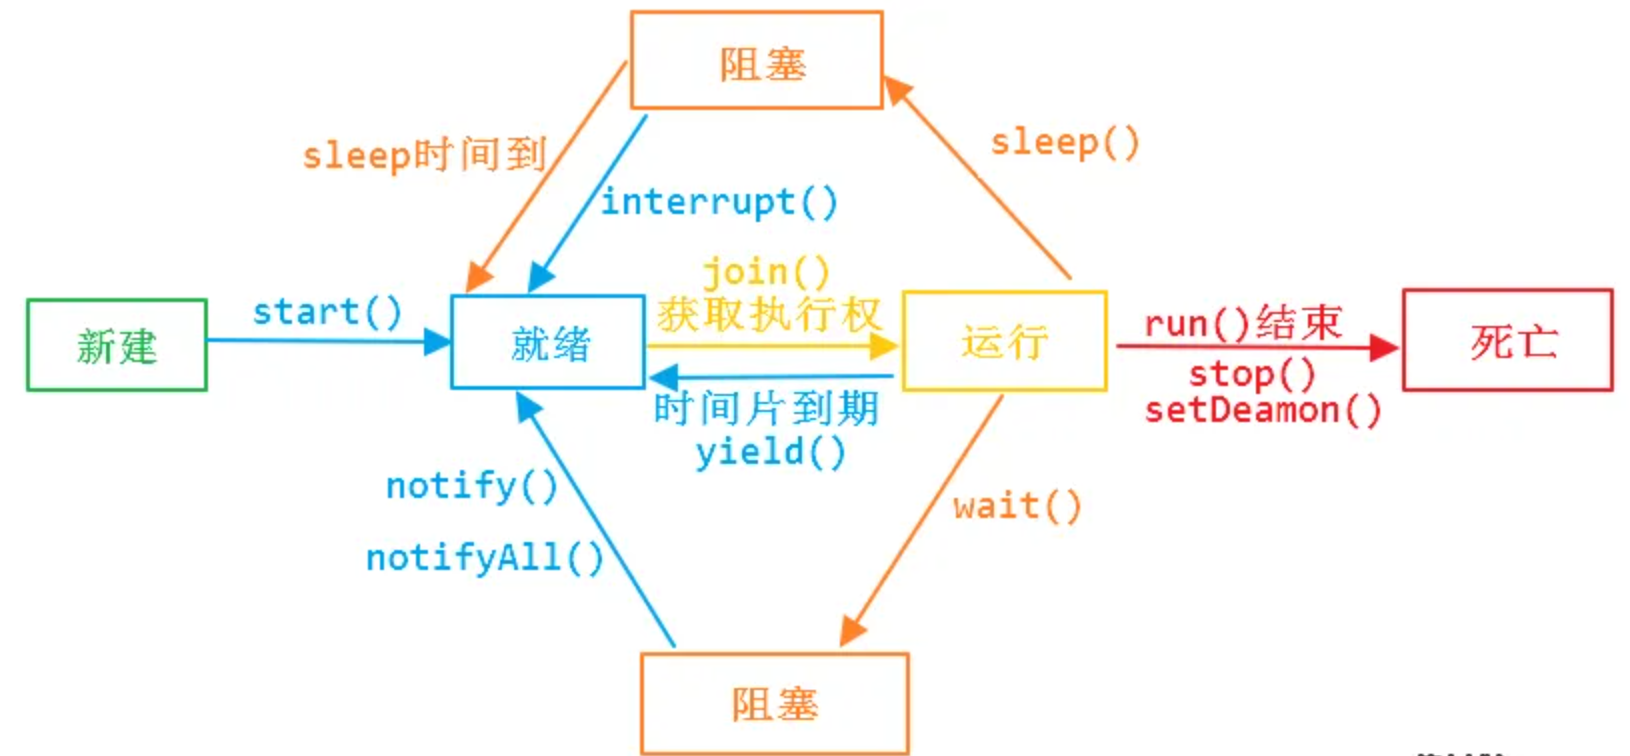 阻塞
sleep()
sleep时间到
interrupt()
join()
获取执行权
start()
新建
就绪
运行
run()结束
死亡
stop()
setDeamon()
时间片到期
yield()
notify()
wait()
notifyAll()
阻塞